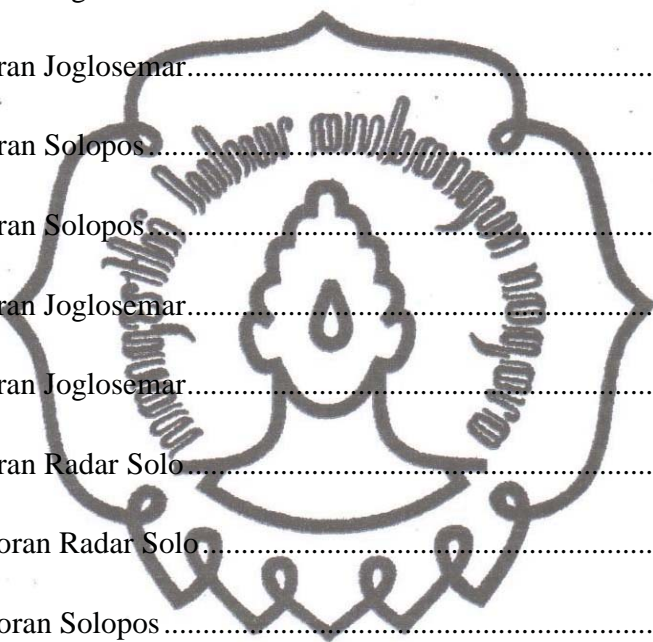 ran Joglosemar................................................................
ran Solopos................................................................
ran Solopos................................................................
ran Joglosemar................................................................
ran Joglosemar................................................................
ran Radar Solo................................................................
oran Radar Solo................................................................
oran Solopos................................................................